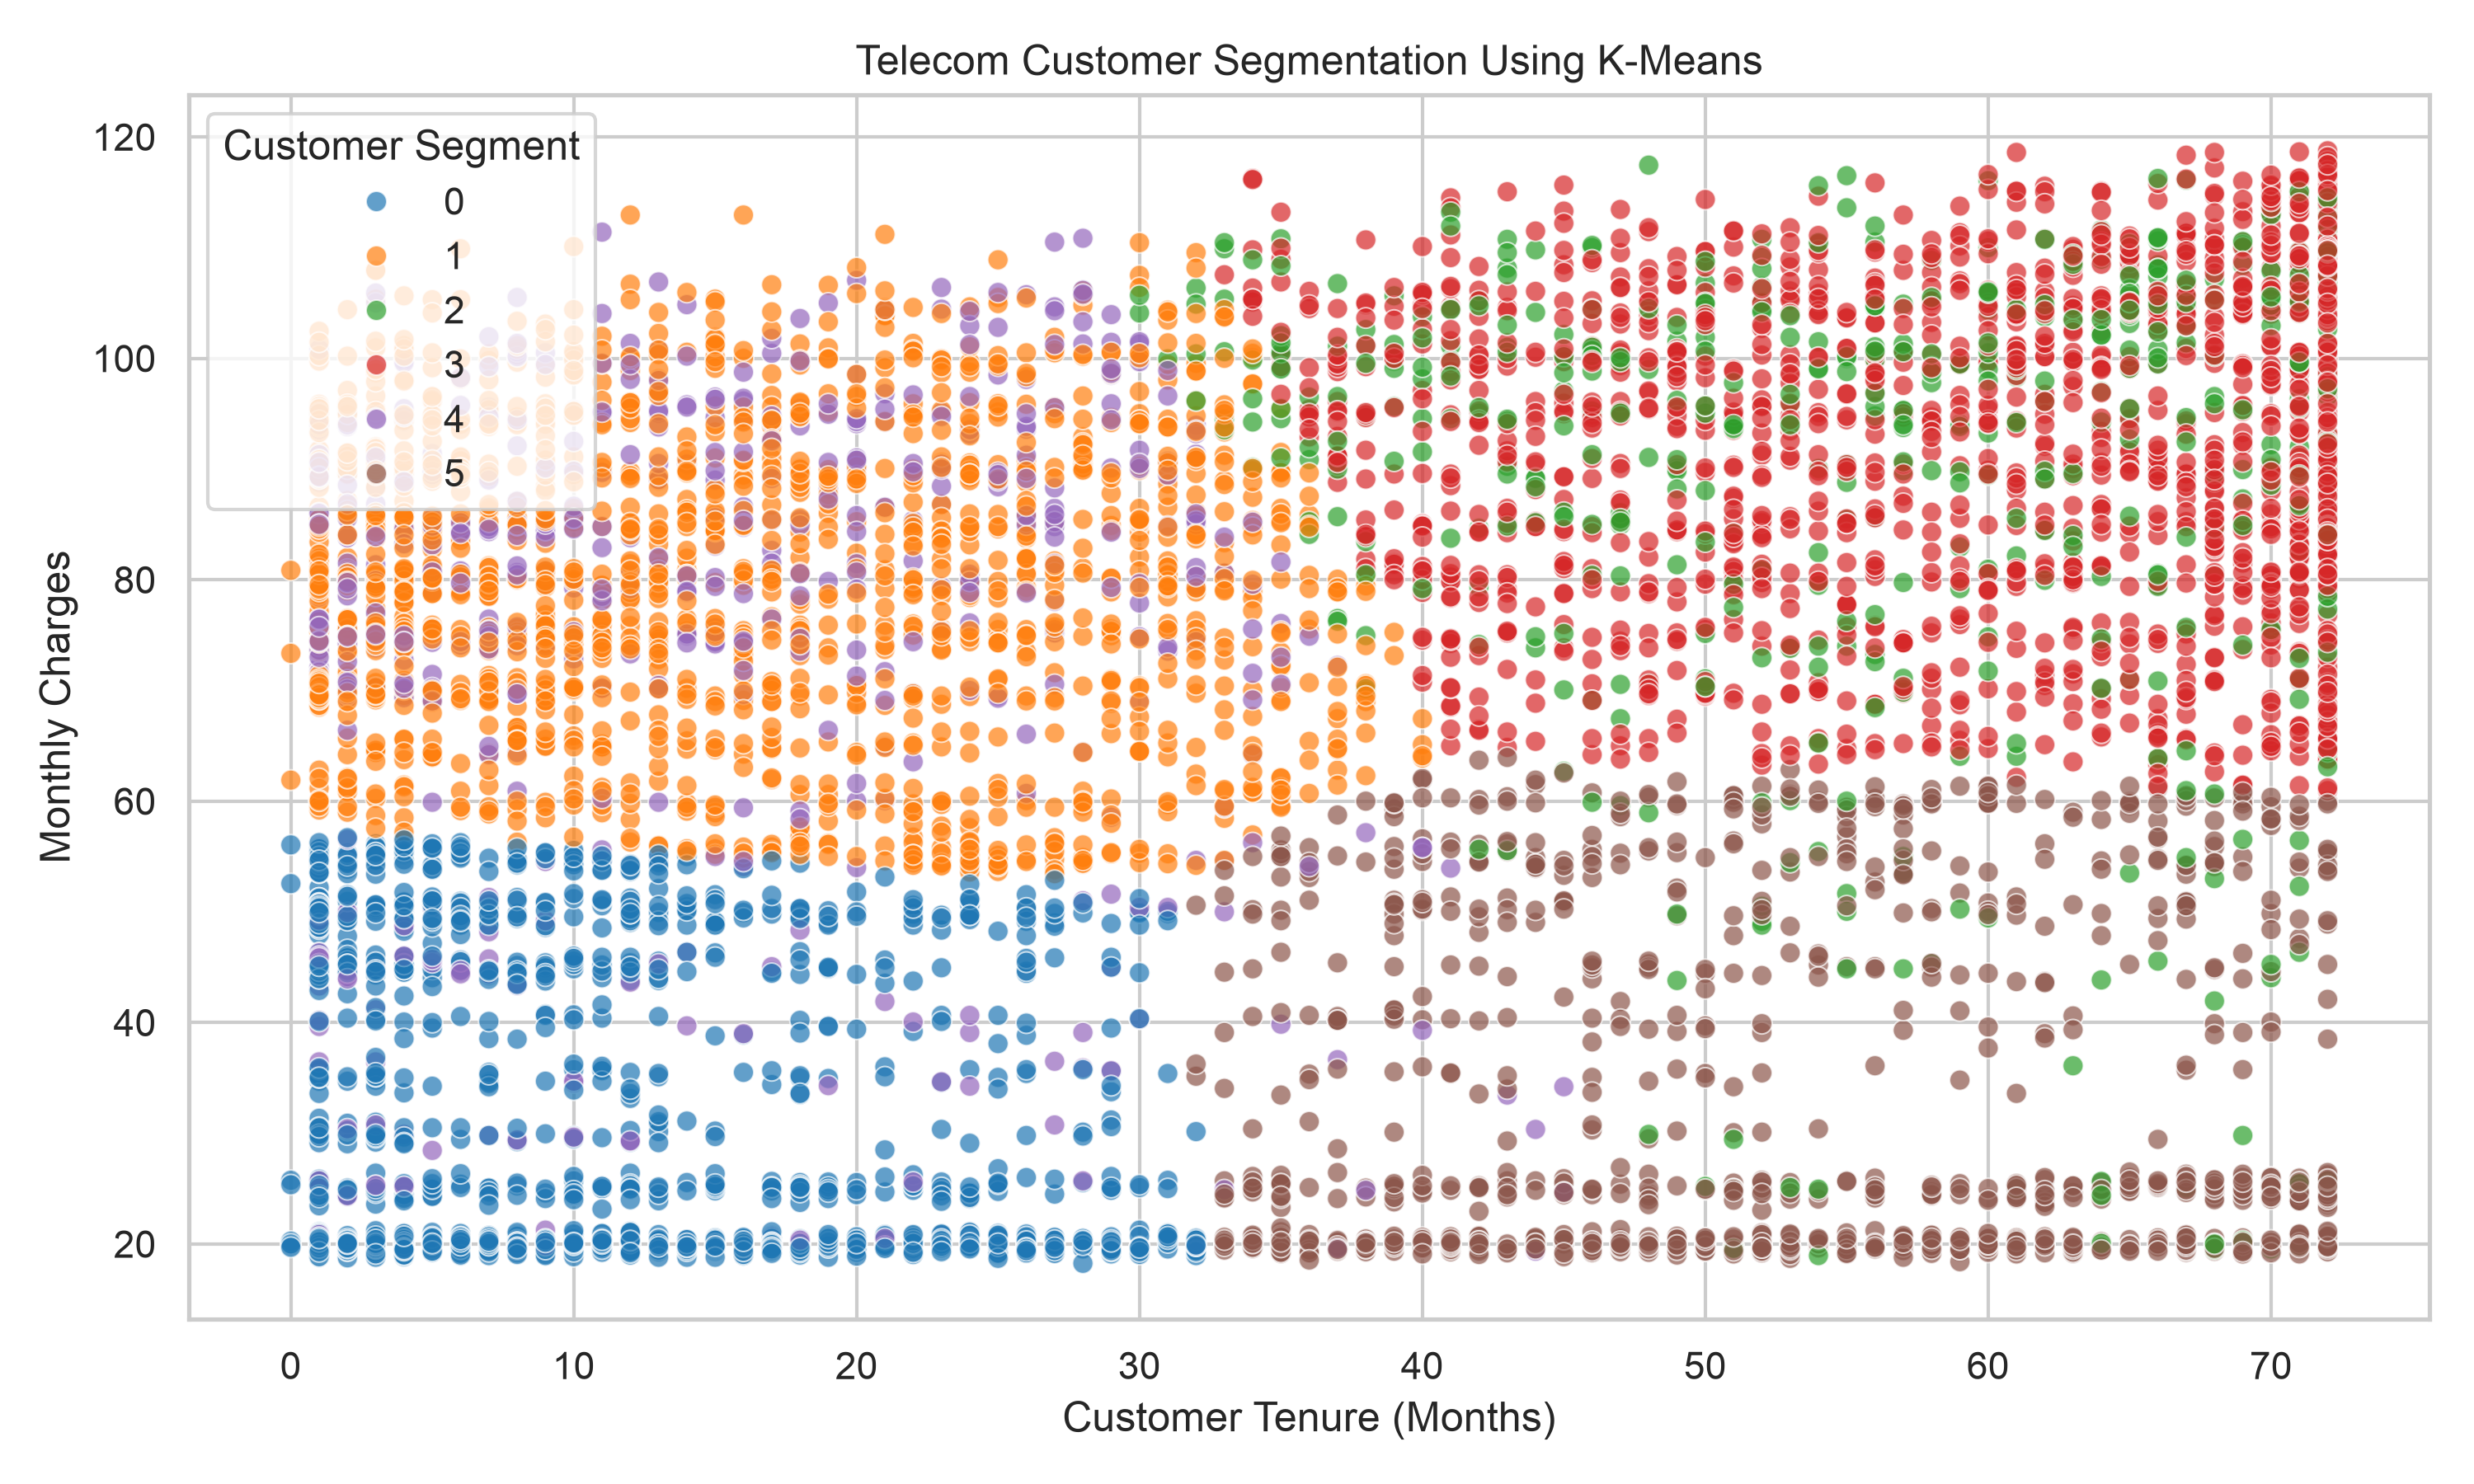 Telecom Customer Segmentation Using K-Means
Customer Segment
0
1
2
3
4
5
120
100
80
60
40
20
Monthly Charges
0 10 20 30 40 50 60 70
Customer Tenure (Months)